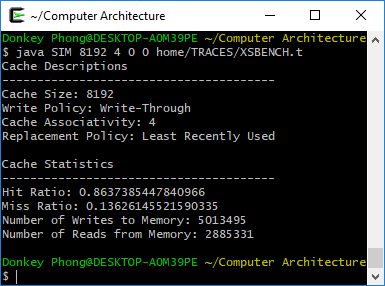 ~/Computer Architecture
Donkey Phong@DESKTOP-AOM39PE ~/Computer Architecture
$ java SIM 8192 4 0 0 home/TRACES/XSBENCH.t
Cache Descriptions
---------------------------------------
Cache Size: 8192
Write Policy: Write-Through
Cache Associativity: 4
Replacement Policy: Least Recently Used
Cache Statistics
---------------------------------------
Hit Ratio: 0.8637385447840966
Miss Ratio: 0.13626145521590335
Number of Writes to Memory: 5013495
Number of Reads from Memory: 2885331
Donkey Phong@DESKTOP-AOM39PE ~/Computer Architecture
$